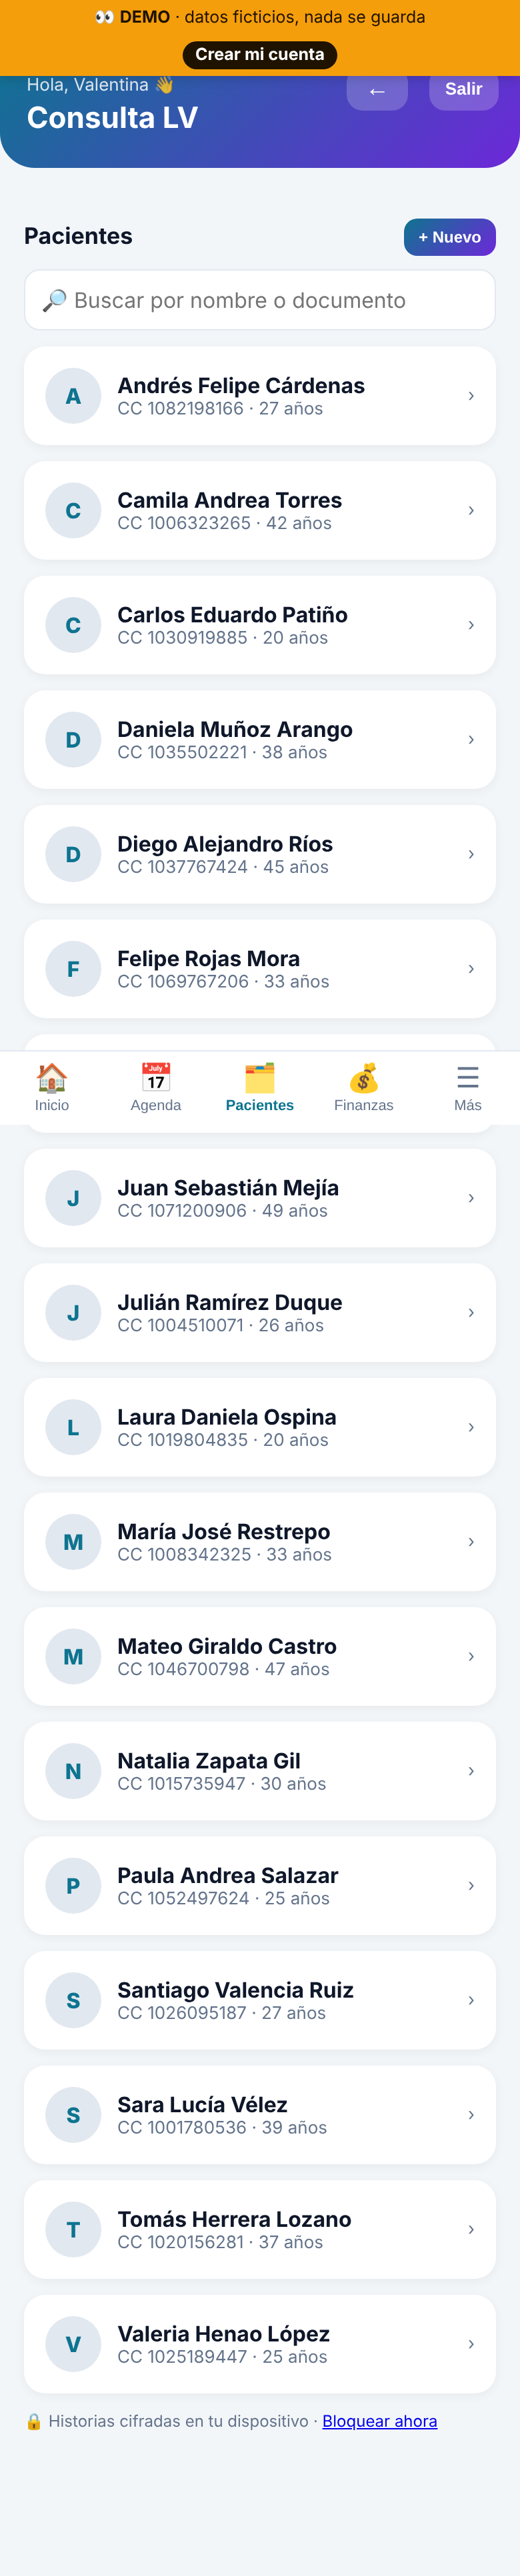 👀 DEMO · datos ficticios, nada se guarda
Crear mi cuenta
Hola, Valentina 👋
Consulta LV
←
Salir
Pacientes
+ Nuevo
🔎 Buscar por nombre o documento
A
Andrés Felipe Cárdenas
CC 1082198166 · 27 años
›
C
Camila Andrea Torres
CC 1006323265 · 42 años
›
C
Carlos Eduardo Patiño
CC 1030919885 · 20 años
›
D
Daniela Muñoz Arango
CC 1035502221 · 38 años
›
D
Diego Alejandro Ríos
CC 1037767424 · 45 años
›
F
Felipe Rojas Mora
CC 1069767206 · 33 años
›
🏠 Inicio
📅 Agenda
🗂️ Pacientes
💰 Finanzas
☰ Más
J
Juan Sebastián Mejía
CC 1071200906 · 49 años
›
J
Julián Ramírez Duque
CC 1004510071 · 26 años
›
L
Laura Daniela Ospina
CC 1019804835 · 20 años
›
M
María José Restrepo
CC 1008342325 · 33 años
›
M
Mateo Giraldo Castro
CC 1046700798 · 47 años
›
N
Natalia Zapata Gil
CC 1015735947 · 30 años
›
P
Paula Andrea Salazar
CC 1052497624 · 25 años
›
S
Santiago Valencia Ruiz
CC 1026095187 · 27 años
›
S
Sara Lucía Vélez
CC 1001780536 · 39 años
›
T
Tomás Herrera Lozano
CC 1020156281 · 37 años
›
V
Valeria Henao López
CC 1025189447 · 25 años
›
🔒 Historias cifradas en tu dispositivo · Bloquear ahora